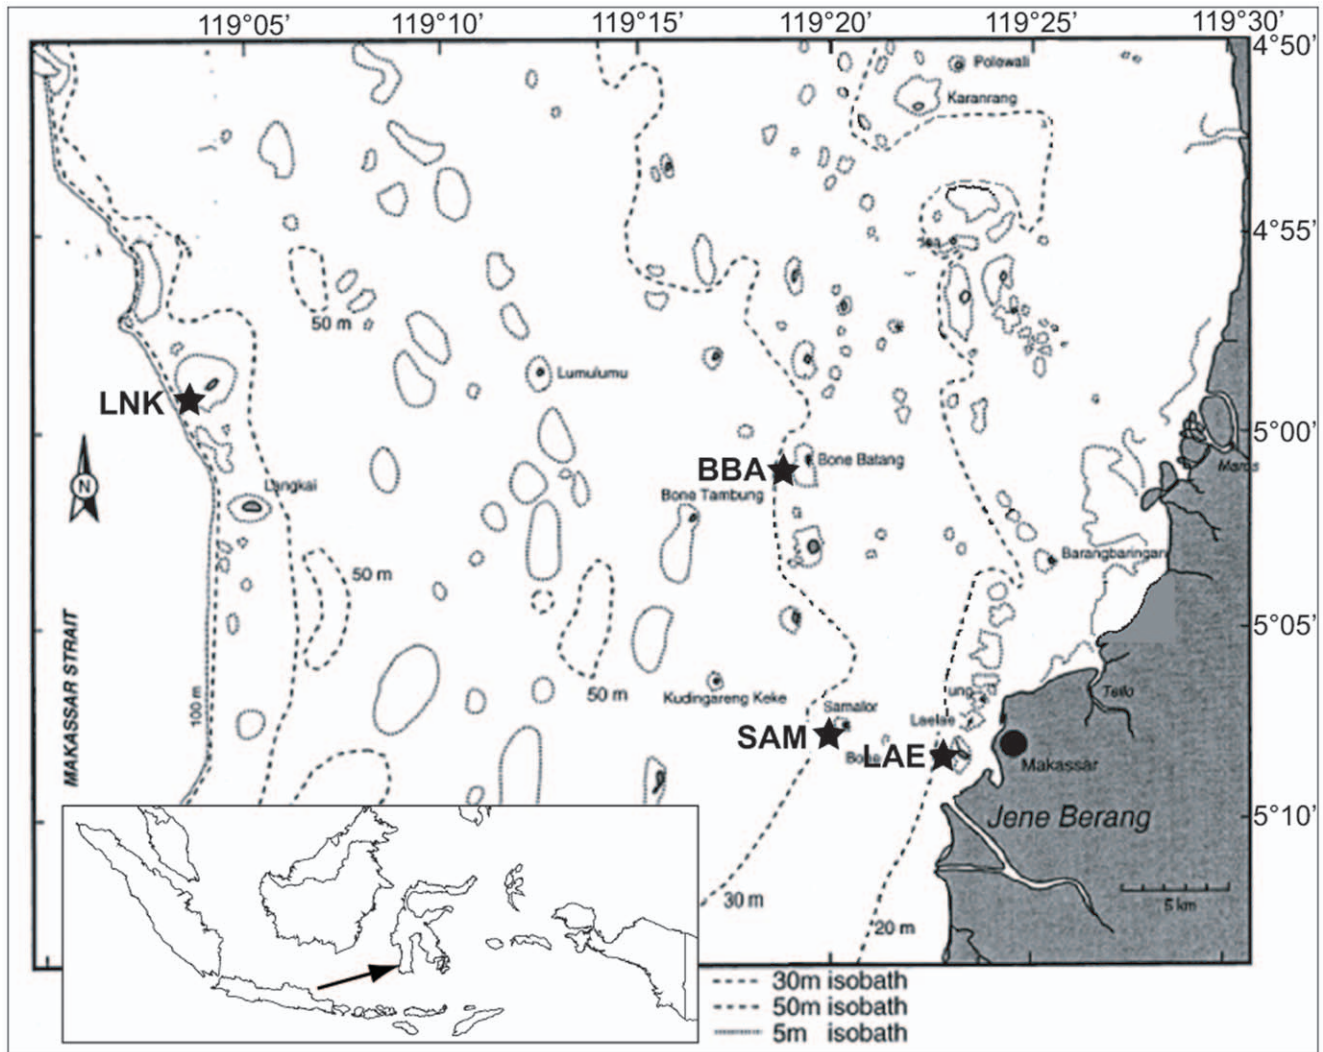 119°05' 119°10' 119°15' 119°20' 119°25' 119°30'
4°50'
Polewali
Karanrang
4°55'
50 m
Lumulumu
LNK
5°00'
BBA
Bone Batang
Maros
N
Langkai
Bone Tambung
Barangbaringan
50 m
5°05'
MAKASSAR STRAIT
100 m
50 m
Kudingareng Keke
ung
Tello
Samalor
Laelae
SAM
Bone
LAE
Makassar
Jene Berang
5°10'
5 km
30 m
20 m
30m isobath
50m isobath
5m isobath